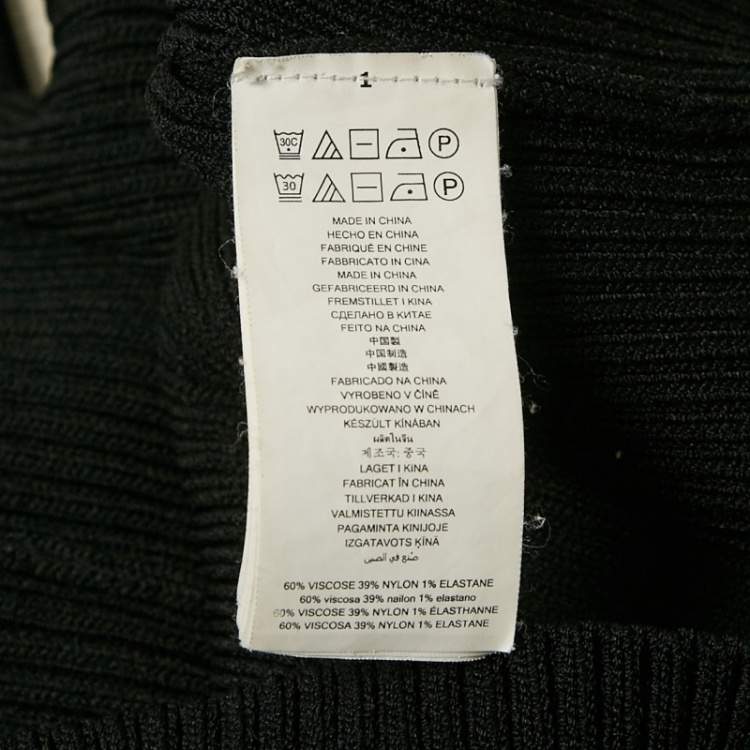 1
30C P
30 P
MADE IN CHINA
HECHO EN CHINA
FABRIQUÉ EN CHINE
FABBRICATO IN CINA
MADE IN CHINA
GEFABRICEERD IN CHINA
FREMSTILLET I KINA
СДЕЛАНО В КИТАЕ
FEITO NA CHINA
中国製
中国制造
中國製造
FABRICADO NA CHINA
VYROBENO V ČÍNĚ
WYPRODUKOWANO W CHINACH
KÉSZÜLT KÍNÁBAN
ผลิตในจีน
제조국: 중국
LAGET I KINA
FABRICAT ÎN CHINA
TILLVERKAD I KINA
VALMISTETTU KIINASSA
PAGAMINTA KINIJOJE
IZGATAVOTS ĶĪNĀ
صنع في الصين
60% VISCOSE 39% NYLON 1% ELASTANE
60% viscosa 39% nailon 1% elastano
60% VISCOSE 39% NYLON 1% ÉLASTHANNE
60% VISCOSA 39% NYLON 1% ELASTANE